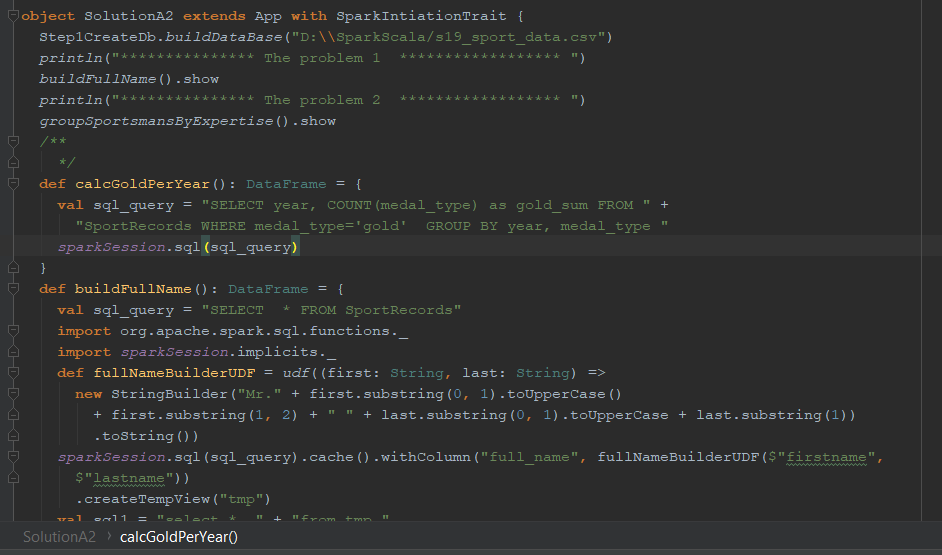 object SolutionA2 extends App with SparkIntiationTrait {
Step1CreateDb.buildDataBase("D:\\SparkScala/s19_sport_data.csv")
println("*************** The problem 1  ****************** ")
buildFullName().show
println("*************** The problem 2  ****************** ")
groupSportsmansByExpertise().show
/**
*/
def calcGoldPerYear(): DataFrame = {
val sql_query = "SELECT year, COUNT(medal_type) as gold_sum FROM " +
"SportRecords WHERE medal_type='gold'  GROUP BY year, medal_type "
sparkSession.sql(sql_query)
}
def buildFullName(): DataFrame = {
val sql_query = "SELECT  * FROM SportRecords"
import org.apache.spark.sql.functions._
import sparkSession.implicits._
def fullNameBuilderUDF = udf((first: String, last: String) =>
new StringBuilder("Mr." + first.substring(0, 1).toUpperCase()
+ first.substring(1, 2) + " " + last.substring(0, 1).toUpperCase + last.substring(1))
.toString())
sparkSession.sql(sql_query).cache().withColumn("full_name", fullNameBuilderUDF($"firstname",
$"lastname"))
.createTempView("tmp")
val sql1 = "select *  " + "from tmp "
SolutionA2 › calcGoldPerYear()